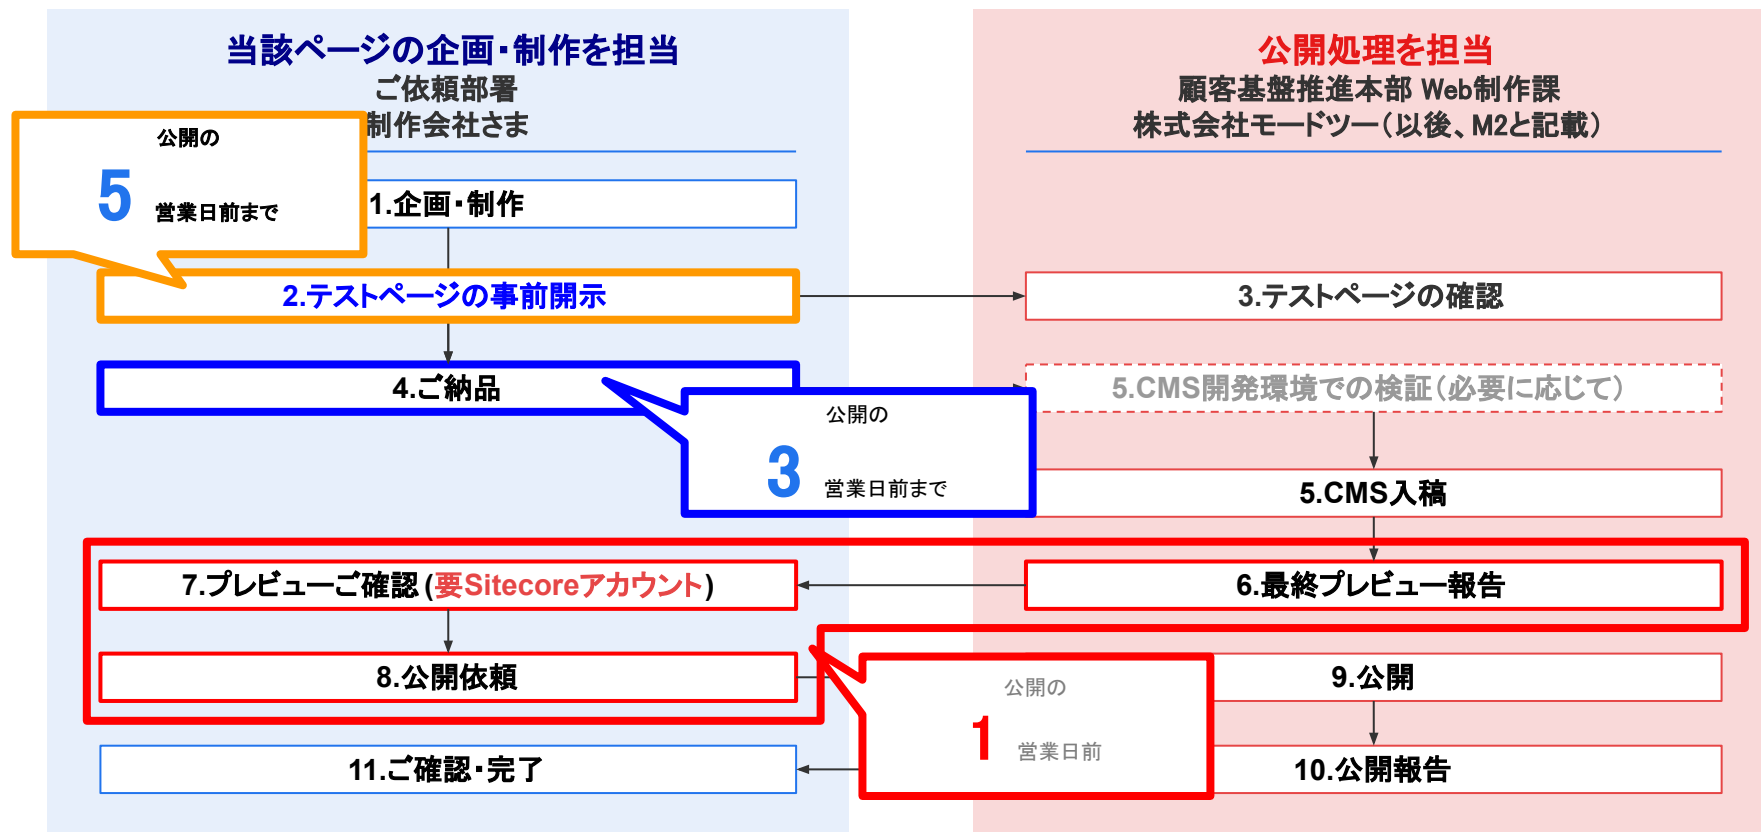 当該ページの企画・制作を担当
ご依頼部署
制作会社さま
公開処理を担当
顧客基盤推進本部 Web制作課
株式会社モードツー（以後、M2と記載）
公開の
5 営業日前まで
1.企画・制作
2.テストページの事前開示
3.テストページの確認
4.ご納品
5.CMS開発環境での検証（必要に応じて）
公開の
3 営業日前まで
5.CMS入稿
7.プレビューご確認 (要Sitecoreアカウント)
6.最終プレビュー報告
8.公開依頼
9.公開
公開の
1 営業日前
11.ご確認・完了
10.公開報告